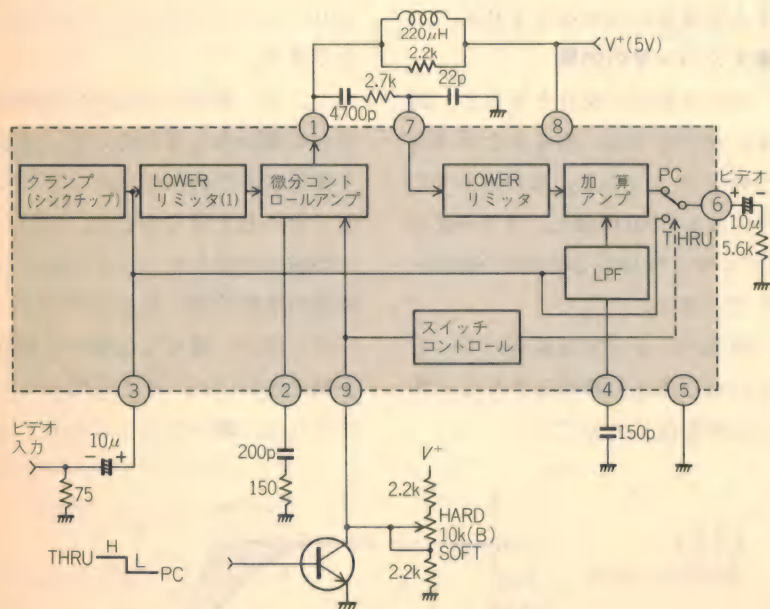 220μH
2.2k
V⁺(5V)
2.7k
22p
4700p
1
7
8
クランプ
(シンクチップ)
LOWER
リミッタ(1)
微分コント
ロールアンプ
LOWER
リミッタ
加算
アンプ
PC
THRU
6
ビデオ
+
−
10μ
5.6k
LPF
スイッチ
コントロール
3
2
9
4
5
ビデオ
入力
10μ
−
+
75
200p
150
150p
V⁺
2.2k
HARD
10k(B)
SOFT
2.2k
THRU
H
L
PC